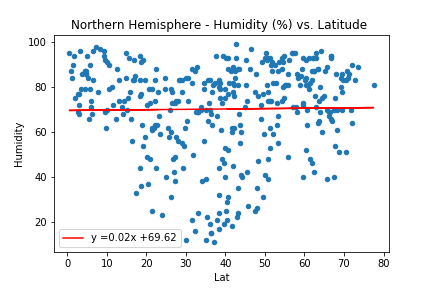 Northern Hemisphere - Humidity (%) vs. Latitude
100
80
60
40
20
Humidity
y =0.02x +69.62
0 10 20 30 40 50 60 70 80
Lat